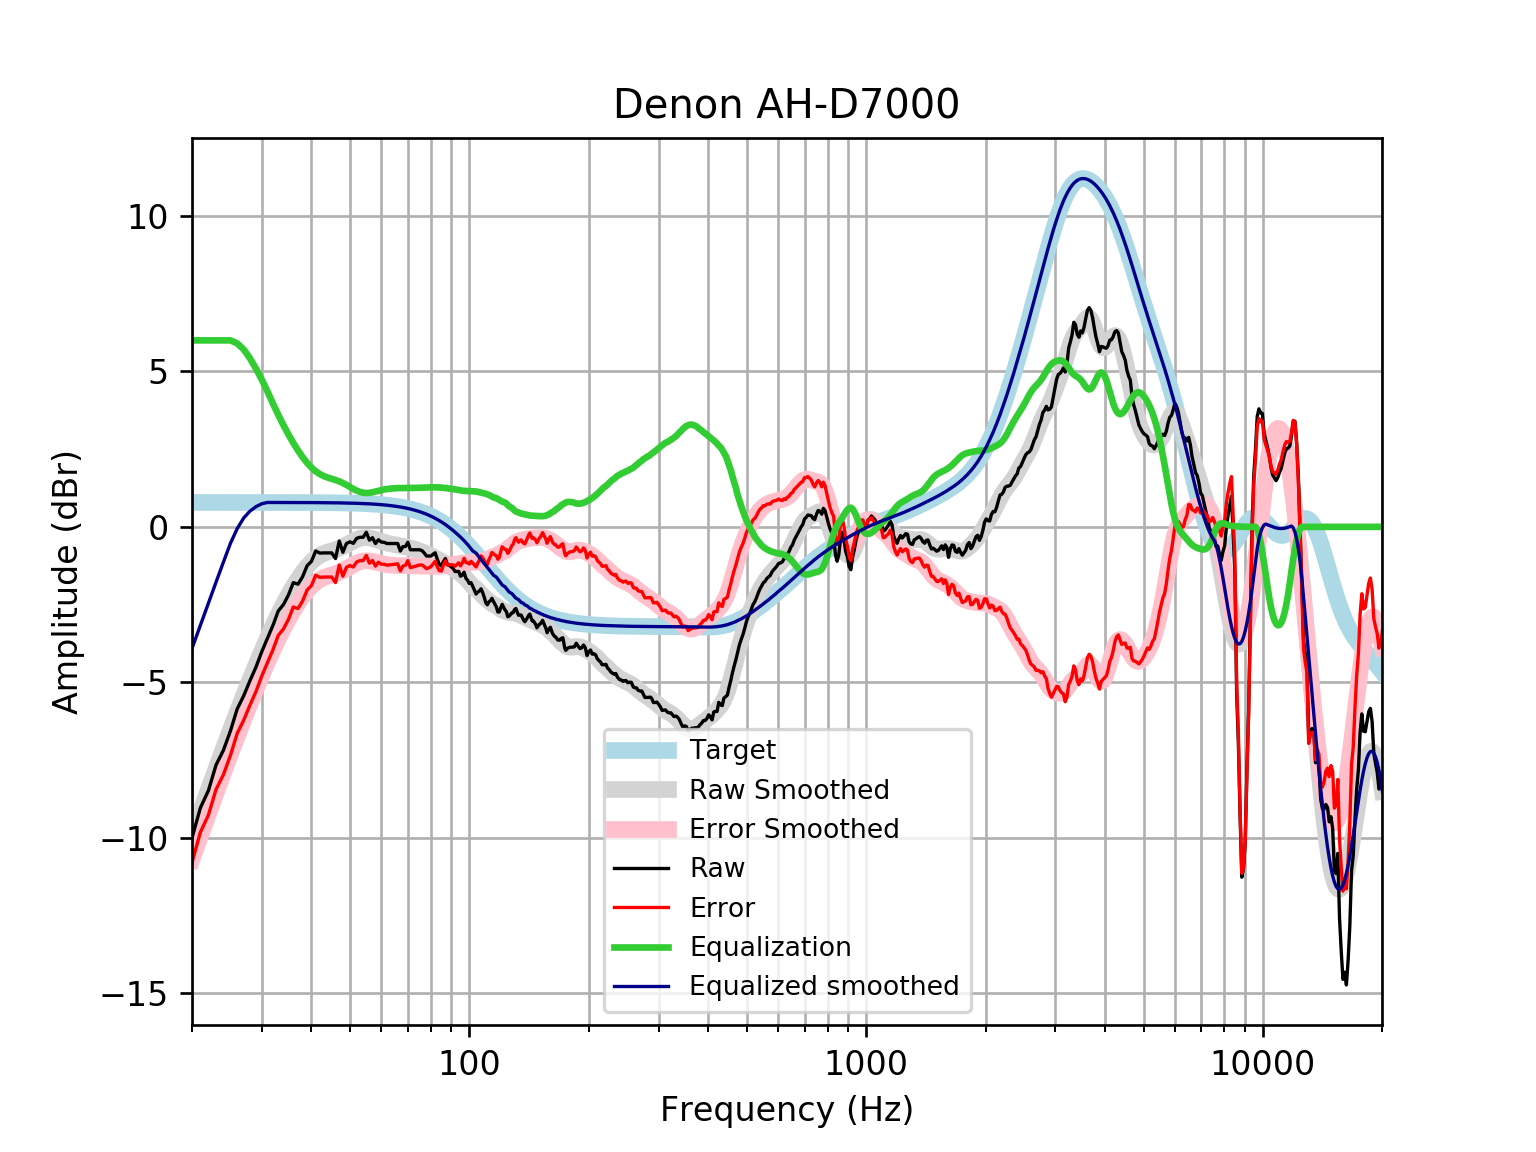 Denon AH-D7000
Amplitude (dBr)
10
5
0
−5
−10
−15
Target
Raw Smoothed
Error Smoothed
Raw
Error
Equalization
Equalized smoothed
100
1000
10000
Frequency (Hz)